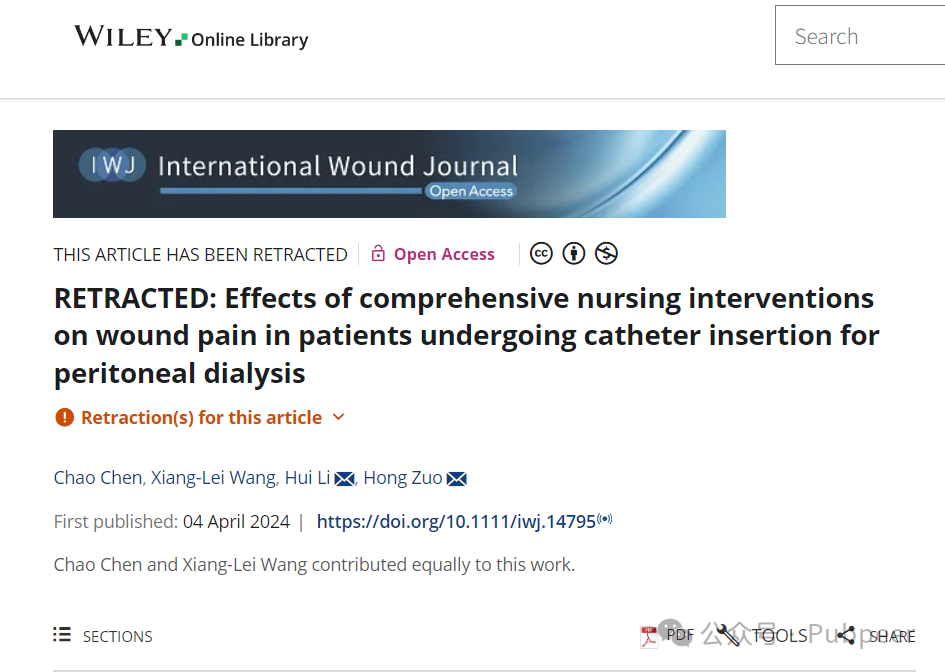 WILEY Online Library
Search
IWJ International Wound Journal
Open Access
THIS ARTICLE HAS BEEN RETRACTED Open Access cc
RETRACTED: Effects of comprehensive nursing interventions
on wound pain in patients undergoing catheter insertion for
peritoneal dialysis
! Retraction(s) for this article
Chao Chen, Xiang-Lei Wang, Hui Li, Hong Zuo
First published: 04 April 2024 | https://doi.org/10.1111/iwj.14795
Chao Chen and Xiang-Lei Wang contributed equally to this work.
SECTIONS PDF TOOLS SHARE
公众号 · Pubpeer